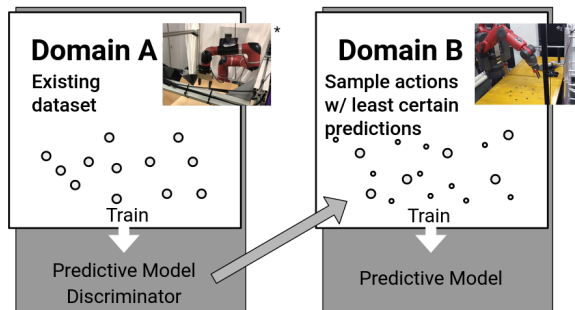 Domain A
*
Existing
dataset
Train
Predictive Model
Discriminator
Domain B
Sample actions
w/ least certain
predictions
Train
Predictive Model